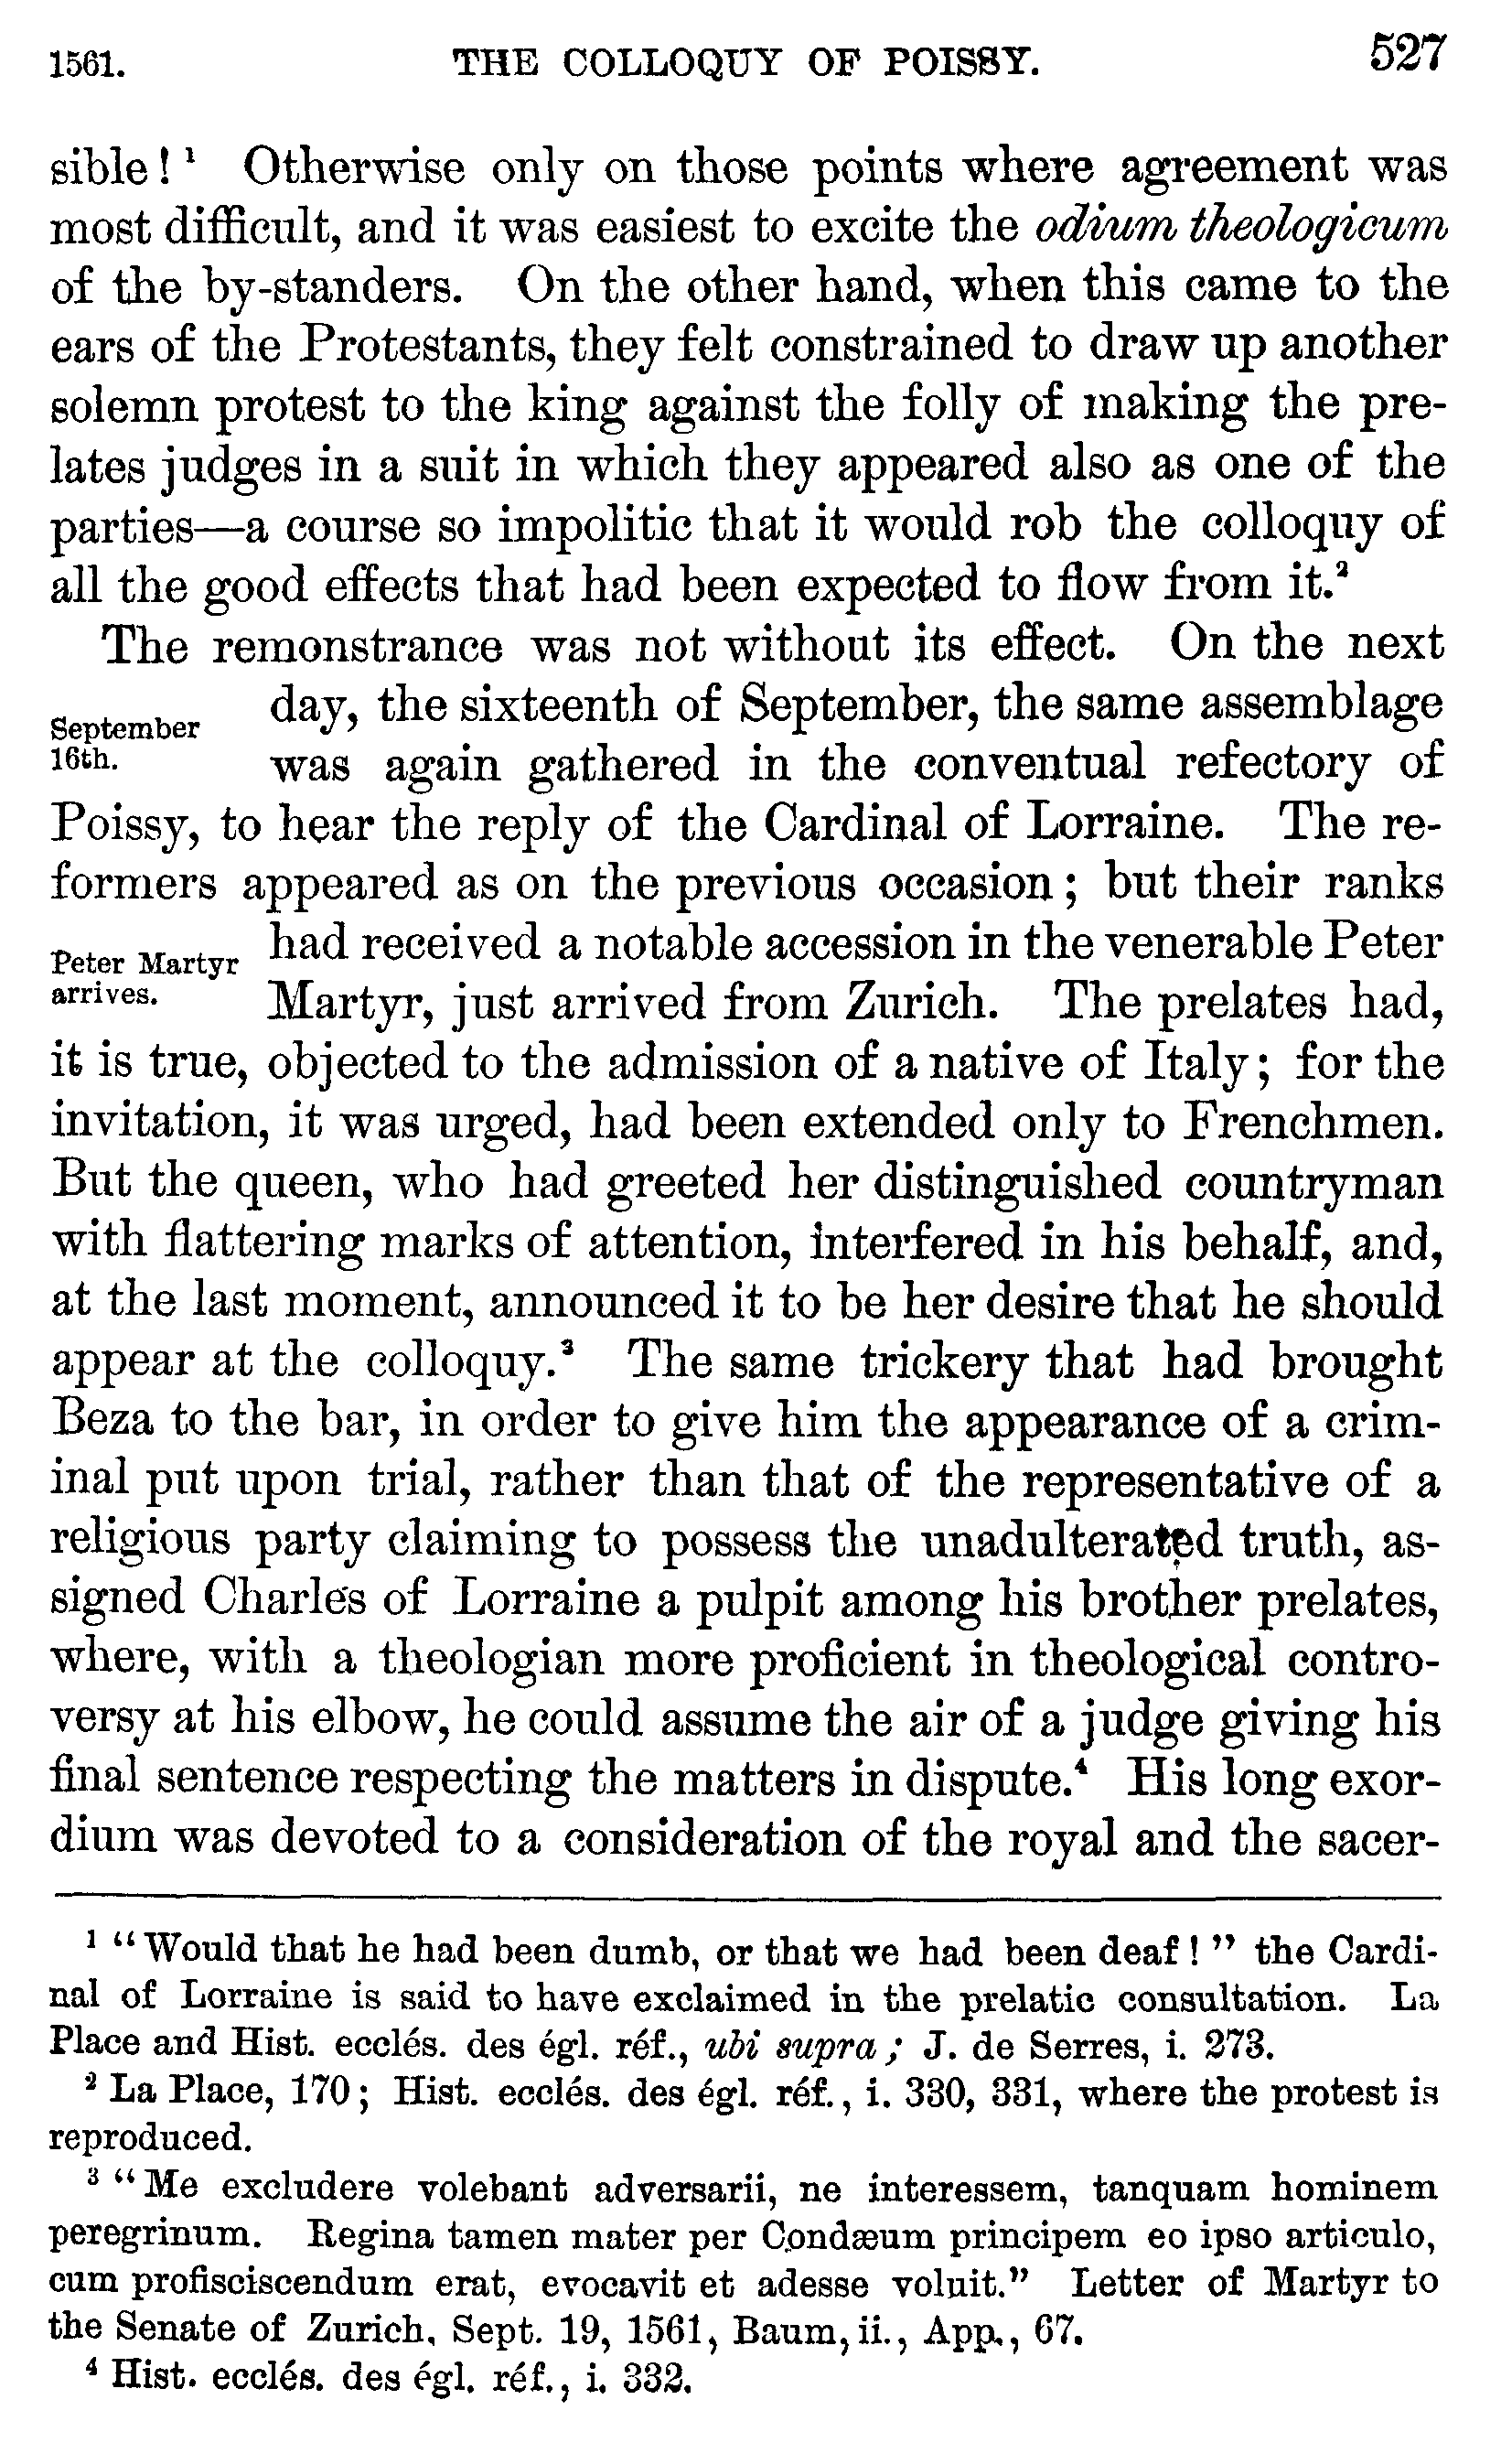 1561. THE COLLOQUY OF POISSY. 527
sible!¹ Otherwise only on those points where agreement was
most difficult, and it was easiest to excite the odium theologicum
of the by-standers. On the other hand, when this came to the
ears of the Protestants, they felt constrained to draw up another
solemn protest to the king against the folly of making the pre-
lates judges in a suit in which they appeared also as one of the
parties—a course so impolitic that it would rob the colloquy of
all the good effects that had been expected to flow from it.²
The remonstrance was not without its effect. On the next
day, the sixteenth of September, the same assemblage
September
16th.
was again gathered in the conventual refectory of
Poissy, to hear the reply of the Cardinal of Lorraine. The re-
formers appeared as on the previous occasion; but their ranks
had received a notable accession in the venerable Peter
Peter Martyr
arrives.
Martyr, just arrived from Zurich. The prelates had,
it is true, objected to the admission of a native of Italy; for the
invitation, it was urged, had been extended only to Frenchmen.
But the queen, who had greeted her distinguished countryman
with flattering marks of attention, interfered in his behalf, and,
at the last moment, announced it to be her desire that he should
appear at the colloquy.³ The same trickery that had brought
Beza to the bar, in order to give him the appearance of a crim-
inal put upon trial, rather than that of the representative of a
religious party claiming to possess the unadulterated truth, as-
signed Charles of Lorraine a pulpit among his brother prelates,
where, with a theologian more proficient in theological contro-
versy at his elbow, he could assume the air of a judge giving his
final sentence respecting the matters in dispute.⁴ His long exor-
dium was devoted to a consideration of the royal and the sacer-
¹ "Would that he had been dumb, or that we had been deaf!" the Cardi-
nal of Lorraine is said to have exclaimed in the prelatic consultation. La
Place and Hist. ecclés. des égl. réf., ubi supra; J. de Serres, i. 273.
² La Place, 170; Hist. ecclés. des égl. réf., i. 330, 331, where the protest is
reproduced.
³ "Me excludere volebant adversarii, ne interessem, tanquam hominem
peregrinum. Regina tamen mater per Condæum principem eo ipso articulo,
cum profisciscendum erat, evocavit et adesse voluit." Letter of Martyr to
the Senate of Zurich, Sept. 19, 1561, Baum, ii., App., 67.
⁴ Hist. ecclés. des égl. réf., i. 332.